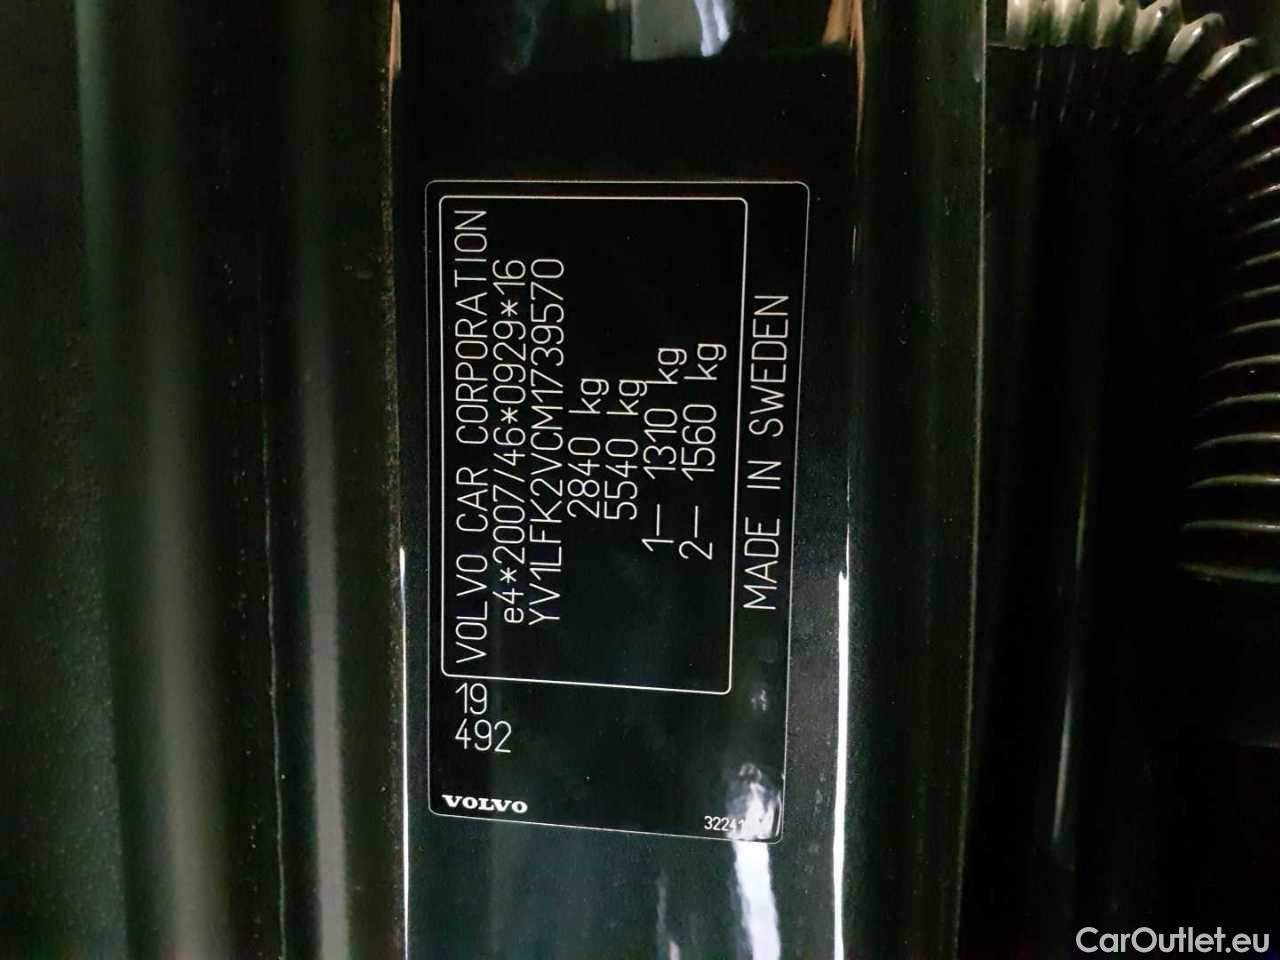 VOLVO CAR CORPORATION
e4*2007/46*0929*16
YV1LFK2VCM1739570
2840 kg
5540 kg
1– 1310 kg
2– 1560 kg
MADE IN SWEDEN
19
492
VOLVO
CarOutlet.eu